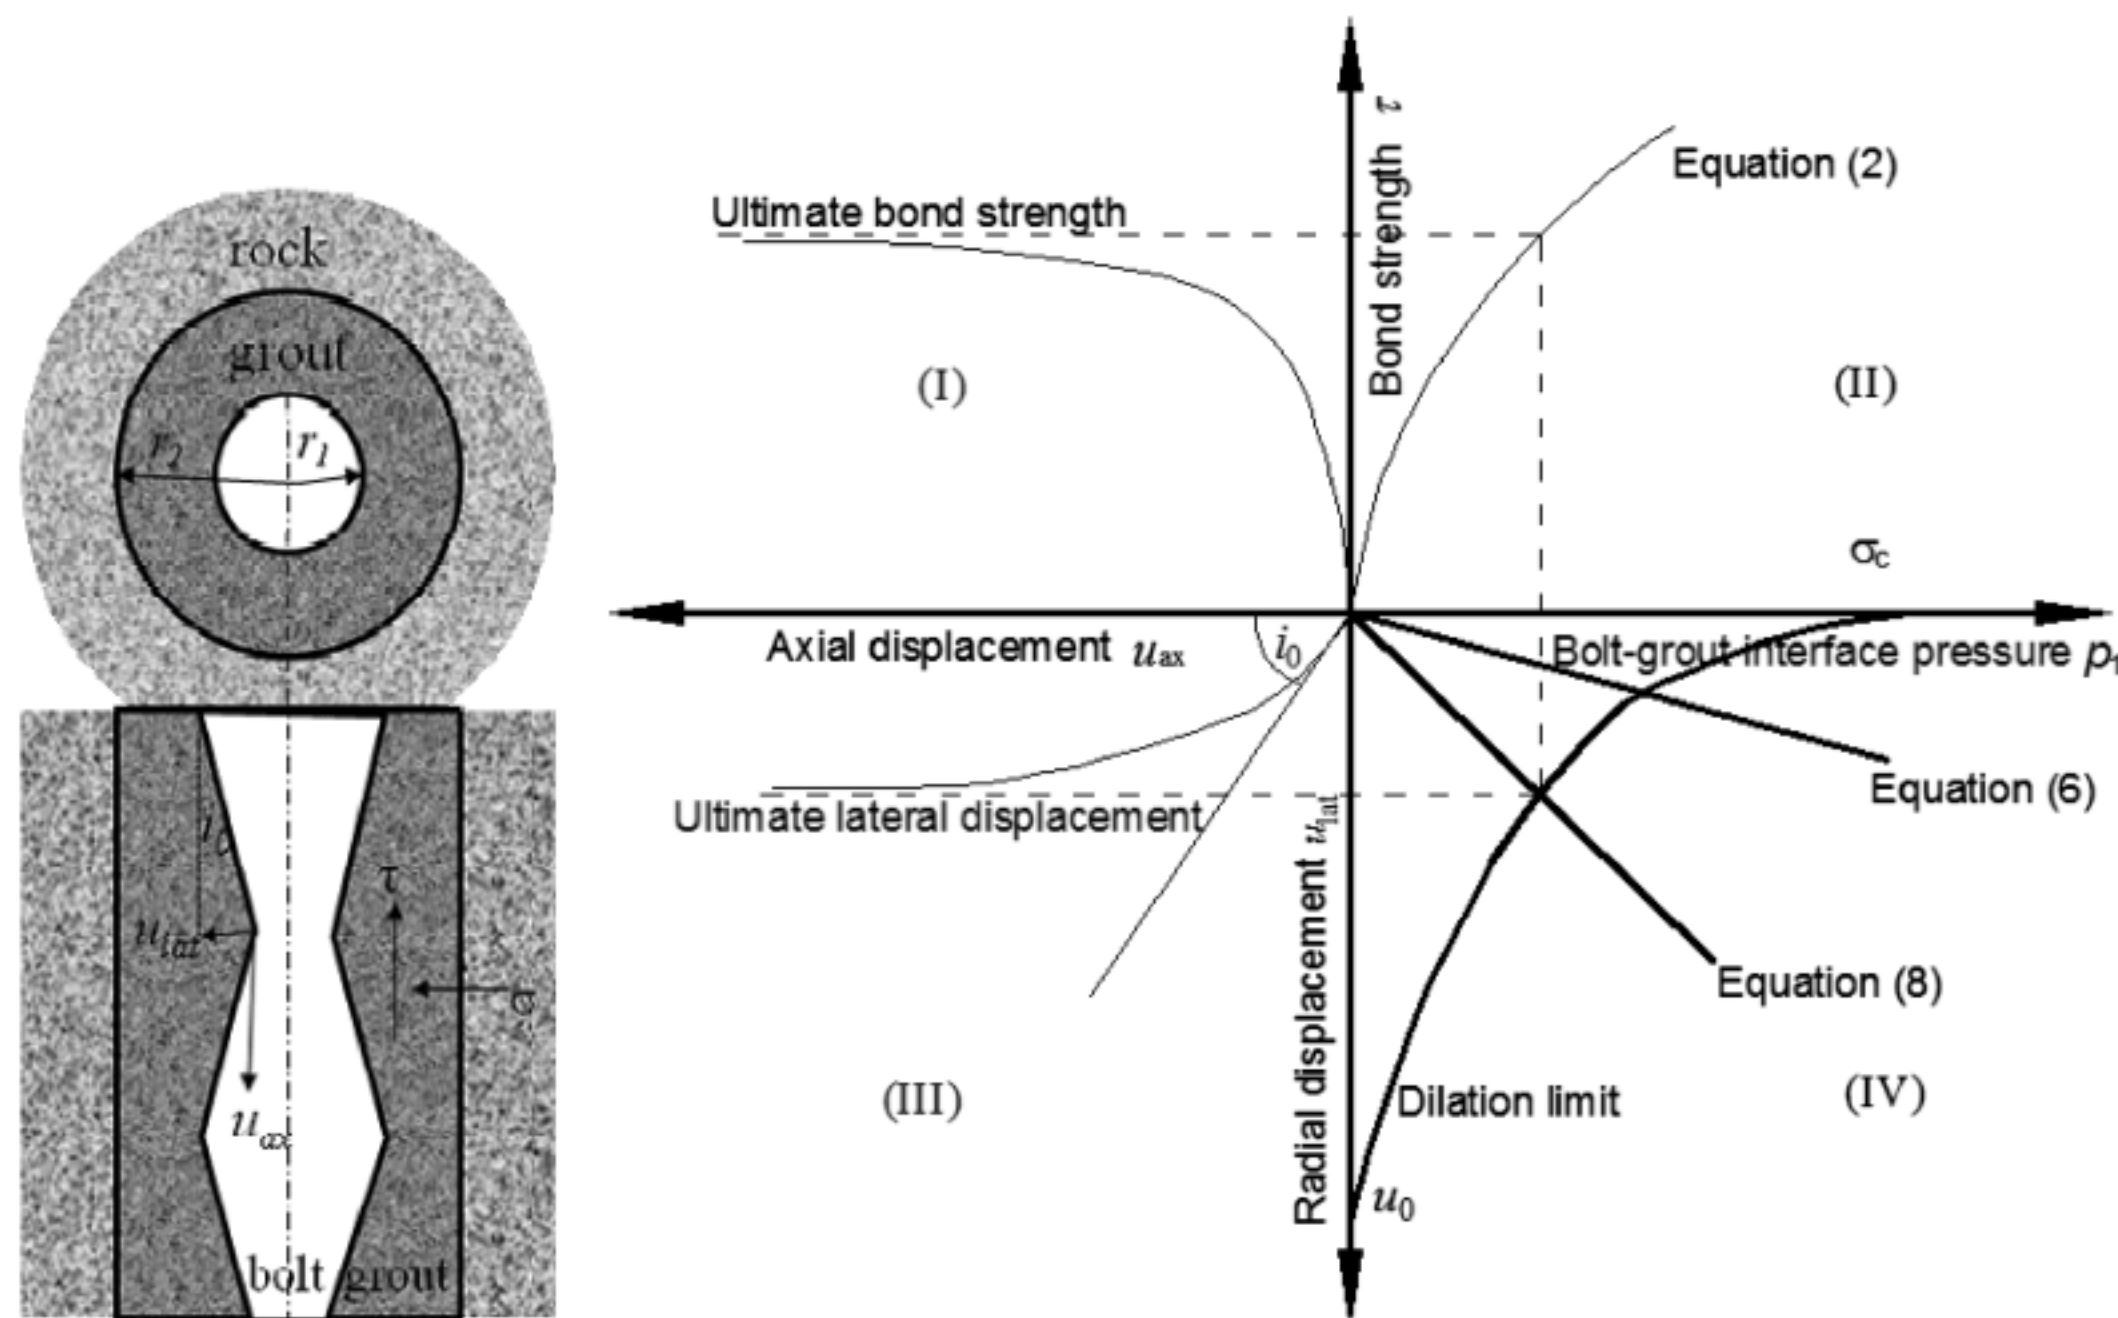 rock
grout
r2
r1
i0
τ
ulat
σ
uax
bolt
grout
Bond strength τ
Equation (2)
Ultimate bond strength
(I)
(II)
σc
Axial displacement uax
i0
Bolt-grout interface pressure p1
Equation (6)
Ultimate lateral displacement
Radial displacement ulat
Equation (8)
(III)
Dilation limit
(IV)
u0